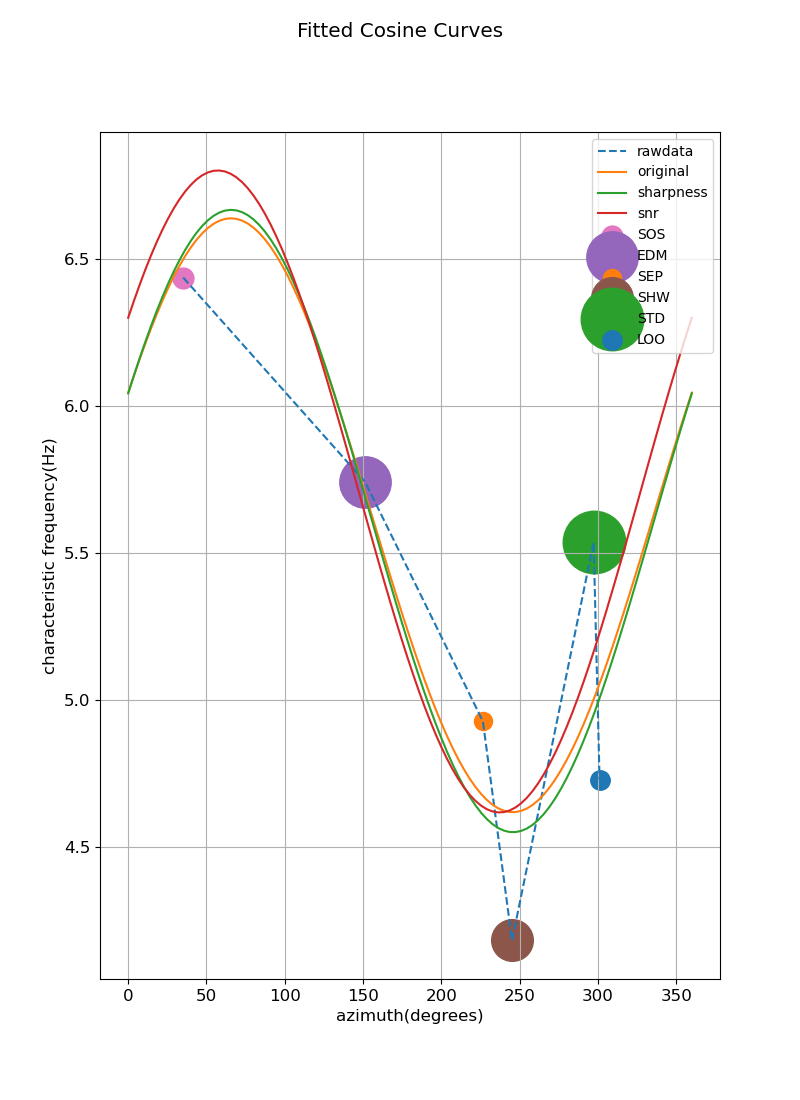 Fitted Cosine Curves
rawdata
original
sharpness
snr
SOS
EDM
SEP
SHW
STD
LOO
6.5
6.0
5.5
5.0
4.5
characteristic frequency(Hz)
0 50 100 150 200 250 300 350
azimuth(degrees)